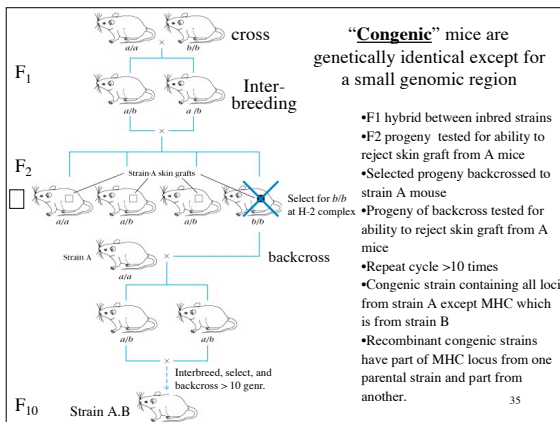 cross
a/a b/b
×
F1
Inter-
breeding
a/b a/b
×
F2
Strain-A skin grafts
Select for b/b
at H-2 complex
a/a a/b a/b b/b
Strain A
a/a
×
backcross
a/b a/b
×
Interbreed, select, and
backcross > 10 genr.
F10
Strain A.B
“Congenic” mice are
genetically identical except for
a small genomic region
•F1 hybrid between inbred strains
•F2 progeny tested for ability to
reject skin graft from A mice
•Selected progeny backcrossed to
strain A mouse
•Progeny of backcross tested for
ability to reject skin graft from A
mice
•Repeat cycle >10 times
•Congenic strain containing all loci
from strain A except MHC which
is from strain B
•Recombinant congenic strains
have part of MHC locus from one
parental strain and part from
another.
35